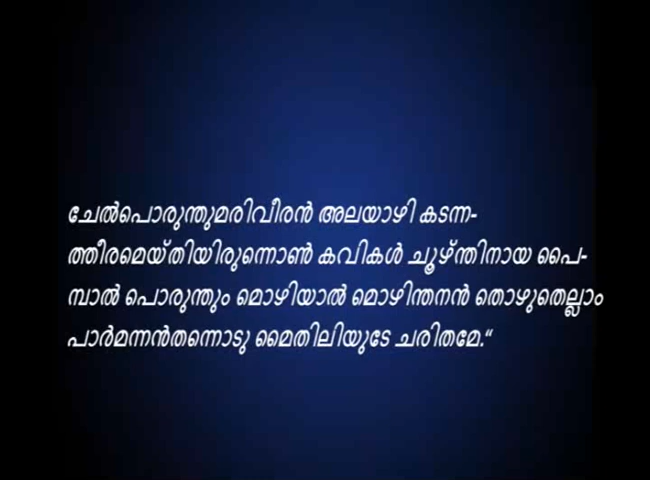 ചേൽപൊരുന്തുമരിവീരൻ അലയാഴി കടന്ന-
ത്തീരമെയ്തിയിരുന്നൊൺ കവികൾ ചൂഴ്ന്തിനായ പൈ-
മ്പാൽ പൊരുന്തും മൊഴിയാൽ മൊഴിന്തനൻ തൊഴുതെല്ലാം
പാർമന്നൻതന്നൊടു മൈതിലിയുടേ ചരിതമേ.“